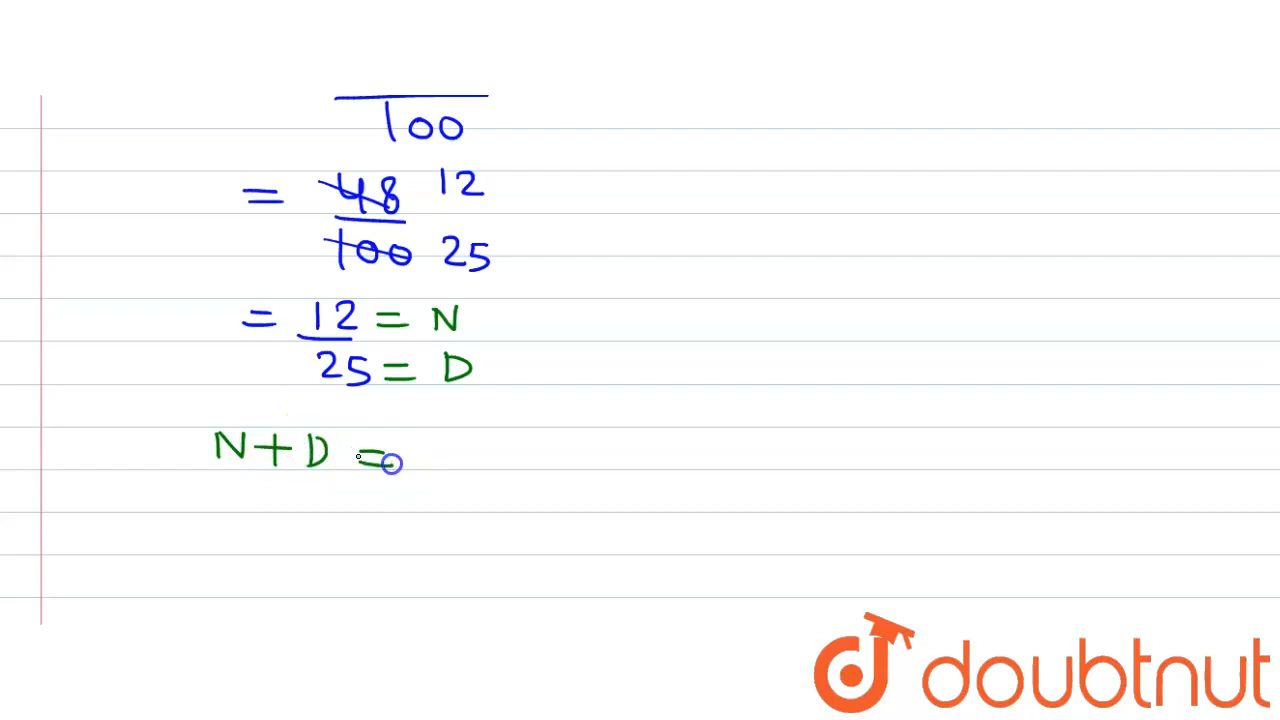 100
= 48 12
100 25
= 12 = N
25 = D
N + D =
doubtnut